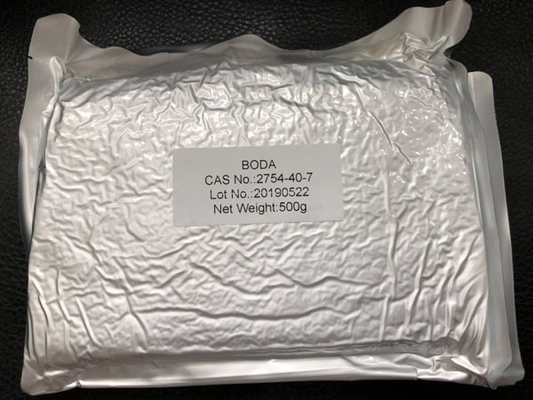 BODA
CAS No.:2754-40-7
Lot No.:20190522
Net Weight:500g